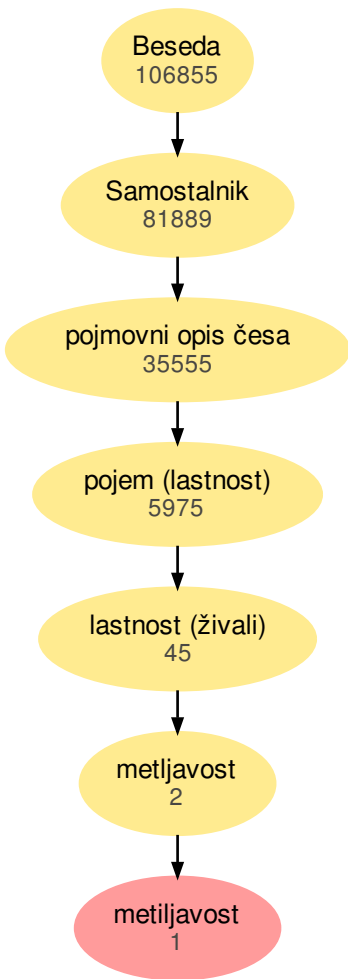 Beseda
106855
Samostalnik
81889
pojmovni opis česa
35555
pojem (lastnost)
5975
lastnost (živali)
45
metljavost
2
metiljavost
1